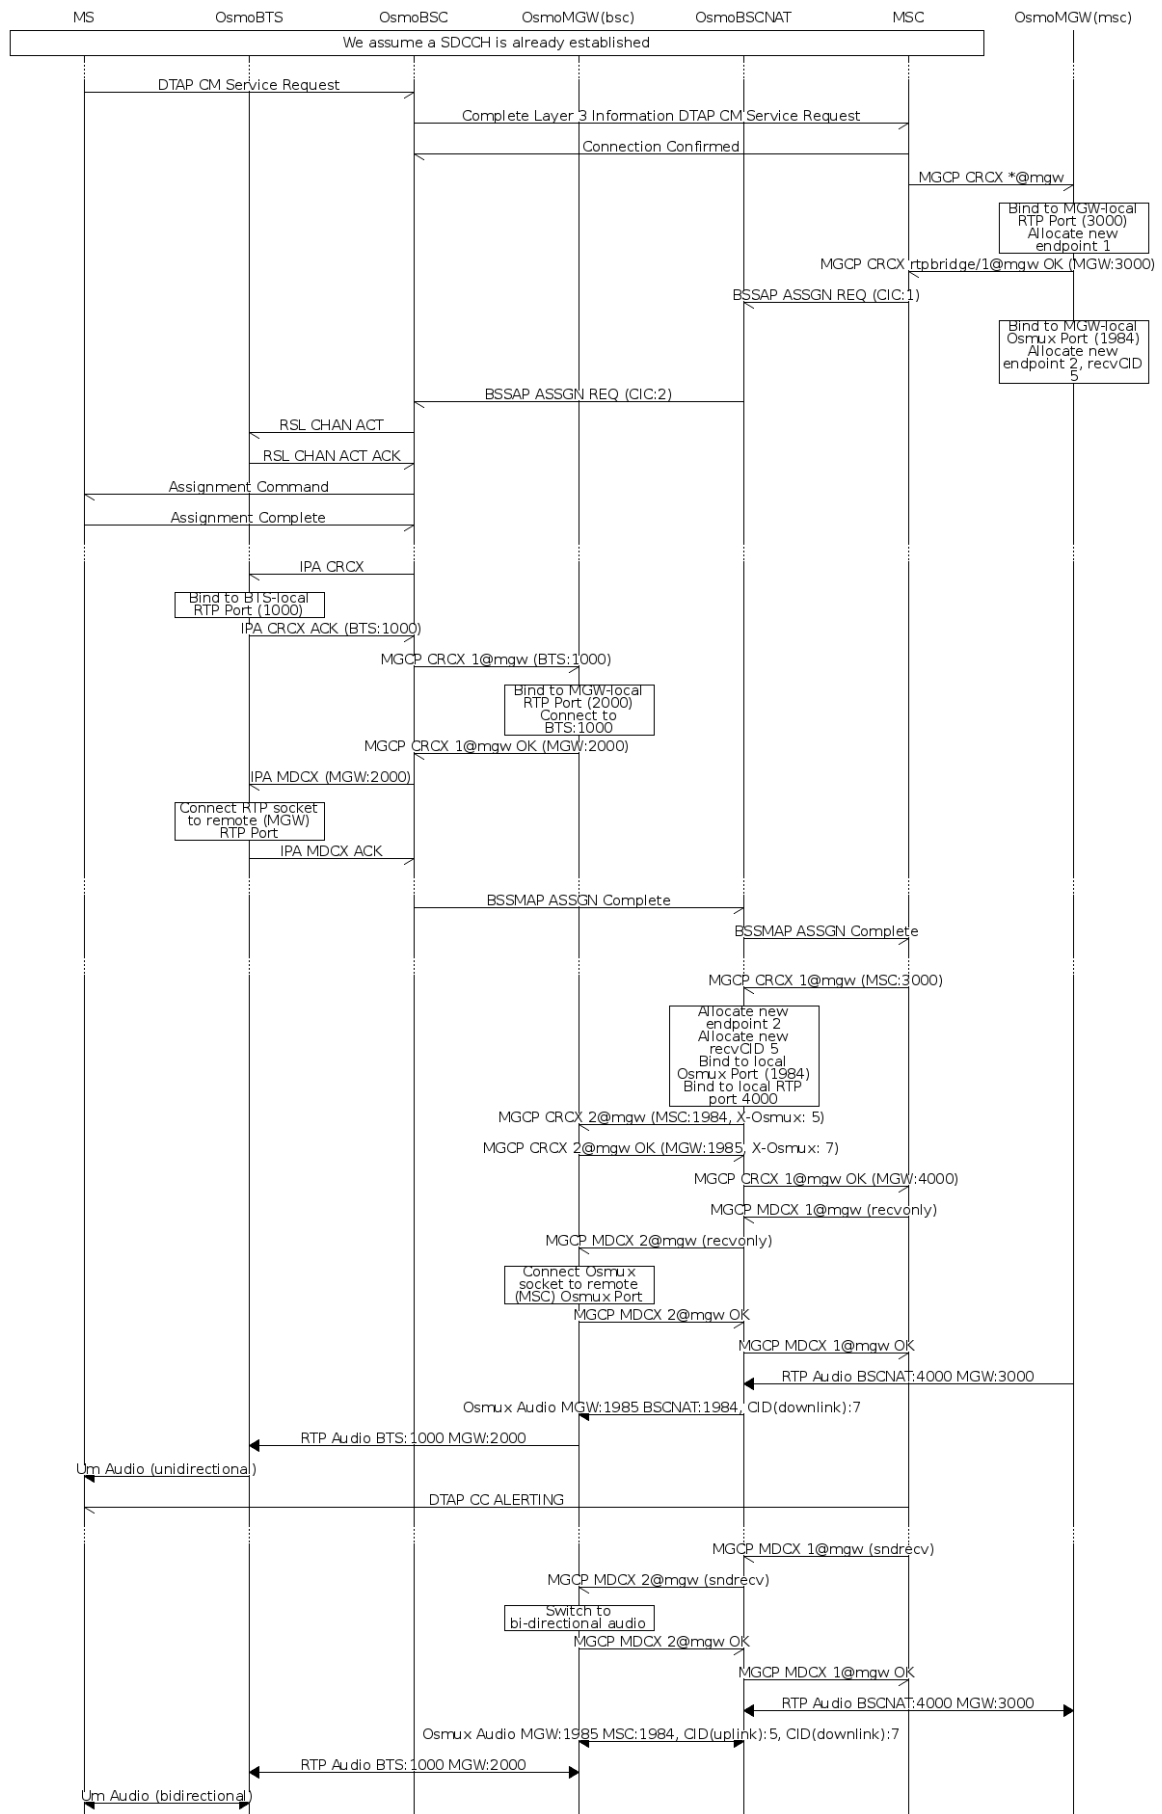 MS OsmoBTS OsmoBSC OsmoMGW(bsc) OsmoBSCNAT MSC OsmoMGW(msc)
We assume a SDCCH is already established
DTAP CM Service Request
Complete Layer 3 Information DTAP CM Service Request
Connection Confirmed
MGCP CRCX *@mgw
Bind to MGW-local
RTP Port (3000)
Allocate new
endpoint 1
MGCP CRCX rtpbridge/1@mgw OK (MGW:3000)
BSSAP ASSGN REQ (CIC:1)
Bind to MGW-local
Osmux Port (1984)
Allocate new
endpoint 2, recvCID
5
BSSAP ASSGN REQ (CIC:2)
RSL CHAN ACT
RSL CHAN ACT ACK
Assignment Command
Assignment Complete
IPA CRCX
Bind to BTS-local
RTP Port (1000)
IPA CRCX ACK (BTS:1000)
MGCP CRCX 1@mgw (BTS:1000)
Bind to MGW-local
RTP Port (2000)
Connect to
BTS:1000
MGCP CRCX 1@mgw OK (MGW:2000)
IPA MDCX (MGW:2000)
Connect RTP socket
to remote (MGW)
RTP Port
IPA MDCX ACK
BSSMAP ASSGN Complete
BSSMAP ASSGN Complete
MGCP CRCX 1@mgw (MSC:3000)
Allocate new
endpoint 2
Allocate new
recvCID 5
Bind to local
Osmux Port (1984)
Bind to local RTP
port 4000
MGCP CRCX 2@mgw (MSC:1984, X-Osmux: 5)
MGCP CRCX 2@mgw OK (MGW:1985, X-Osmux: 7)
MGCP CRCX 1@mgw OK (MGW:4000)
MGCP MDCX 1@mgw (recvonly)
MGCP MDCX 2@mgw (recvonly)
Connect Osmux
socket to remote
(MSC) Osmux Port
MGCP MDCX 2@mgw OK
MGCP MDCX 1@mgw OK
RTP Audio BSCNAT:4000 MGW:3000
Osmux Audio MGW:1985 BSCNAT:1984, CID(downlink):7
RTP Audio BTS:1000 MGW:2000
Um Audio (unidirectional)
DTAP CC ALERTING
MGCP MDCX 1@mgw (sndrecv)
MGCP MDCX 2@mgw (sndrecv)
Switch to
bi-directional audio
MGCP MDCX 2@mgw OK
MGCP MDCX 1@mgw OK
RTP Audio BSCNAT:4000 MGW:3000
Osmux Audio MGW:1985 MSC:1984, CID(uplink):5, CID(downlink):7
RTP Audio BTS:1000 MGW:2000
Um Audio (bidirectional)